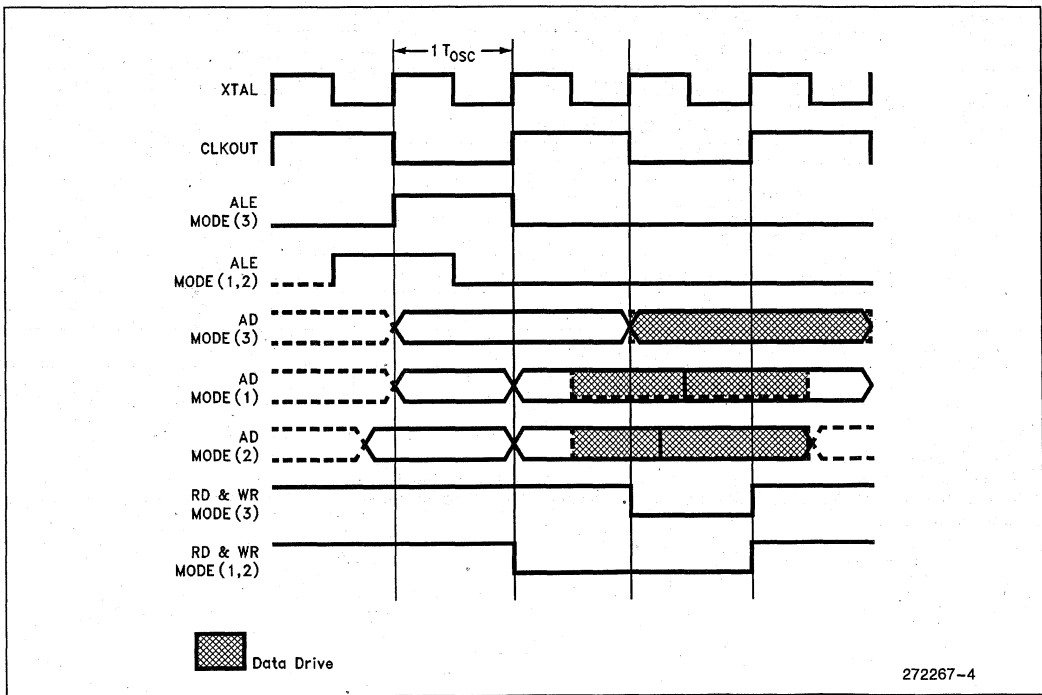 1 TOSC
XTAL
CLKOUT
ALE
MODE (3)
ALE
MODE (1,2)
AD
MODE (3)
AD
MODE (1)
AD
MODE (2)
RD & WR
MODE (3)
RD & WR
MODE (1,2)
Data Drive
272267-4